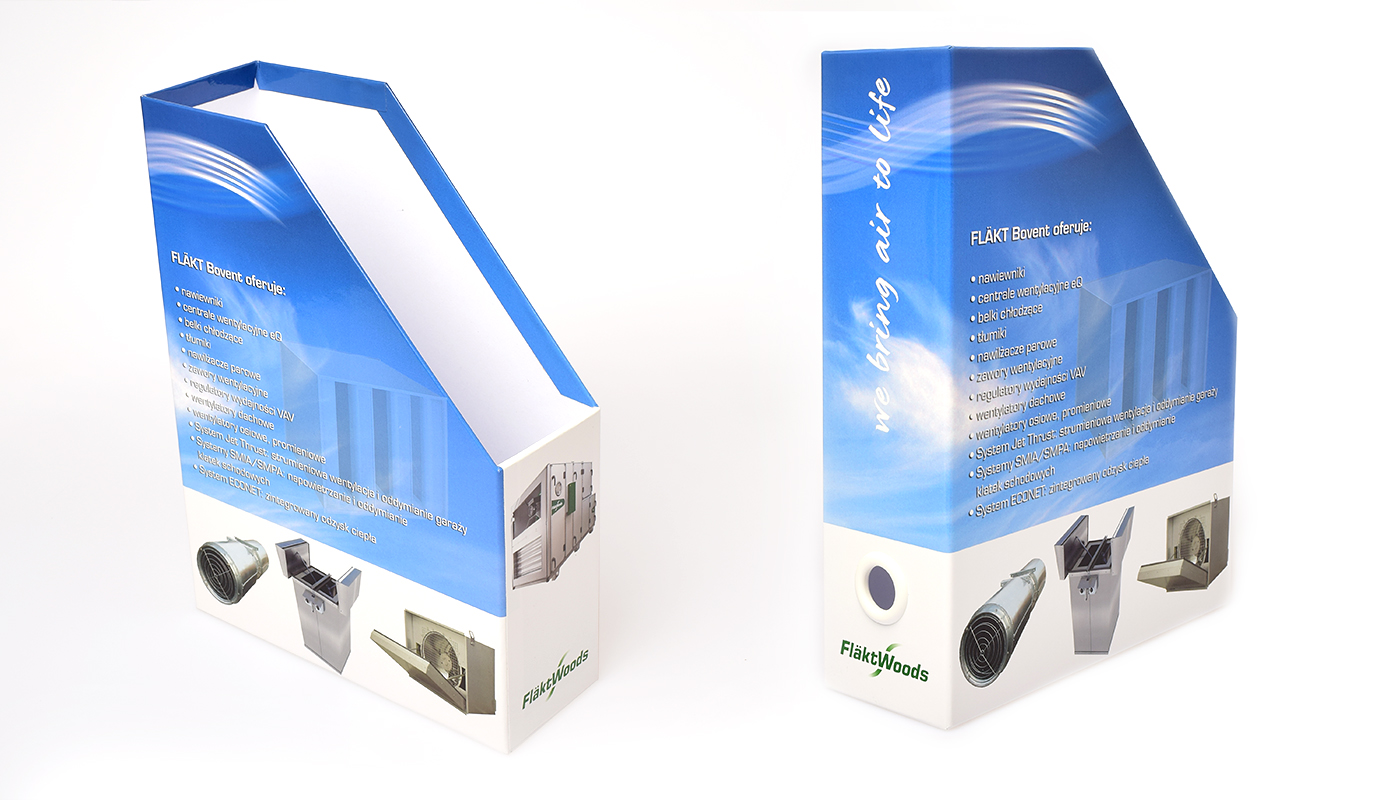 FLÄKT Bovent oferuje:
• nawiewniki
• centrale wentylacyjne eQ
• belki chłodzące
• tłumiki
• nawilżacze parowe
• zawory wentylacyjne
• regulatory wydajności VAV
• wentylatory dachowe
• wentylatory osiowe, promieniowe
• System Jet Thrust: strumieniowa wentylacja i oddymianie garaży
• Systemy SMIA/SMPA: napowietrzanie i oddymianie
klatek schodowych
• System ECONET: zintegrowany odzysk ciepła
FläktWoods
we bring air to life
FLÄKT Bovent oferuje:
• nawiewniki
• centrale wentylacyjne eQ
• belki chłodzące
• tłumiki
• nawilżacze parowe
• zawory wentylacyjne
• regulatory wydajności VAV
• wentylatory dachowe
• wentylatory osiowe, promieniowe
• System Jet Thrust: strumieniowa wentylacja i oddymianie garaży
• Systemy SMIA/SMPA: napowietrzanie i oddymianie
klatek schodowych
• System ECONET: zintegrowany odzysk ciepła
FläktWoods